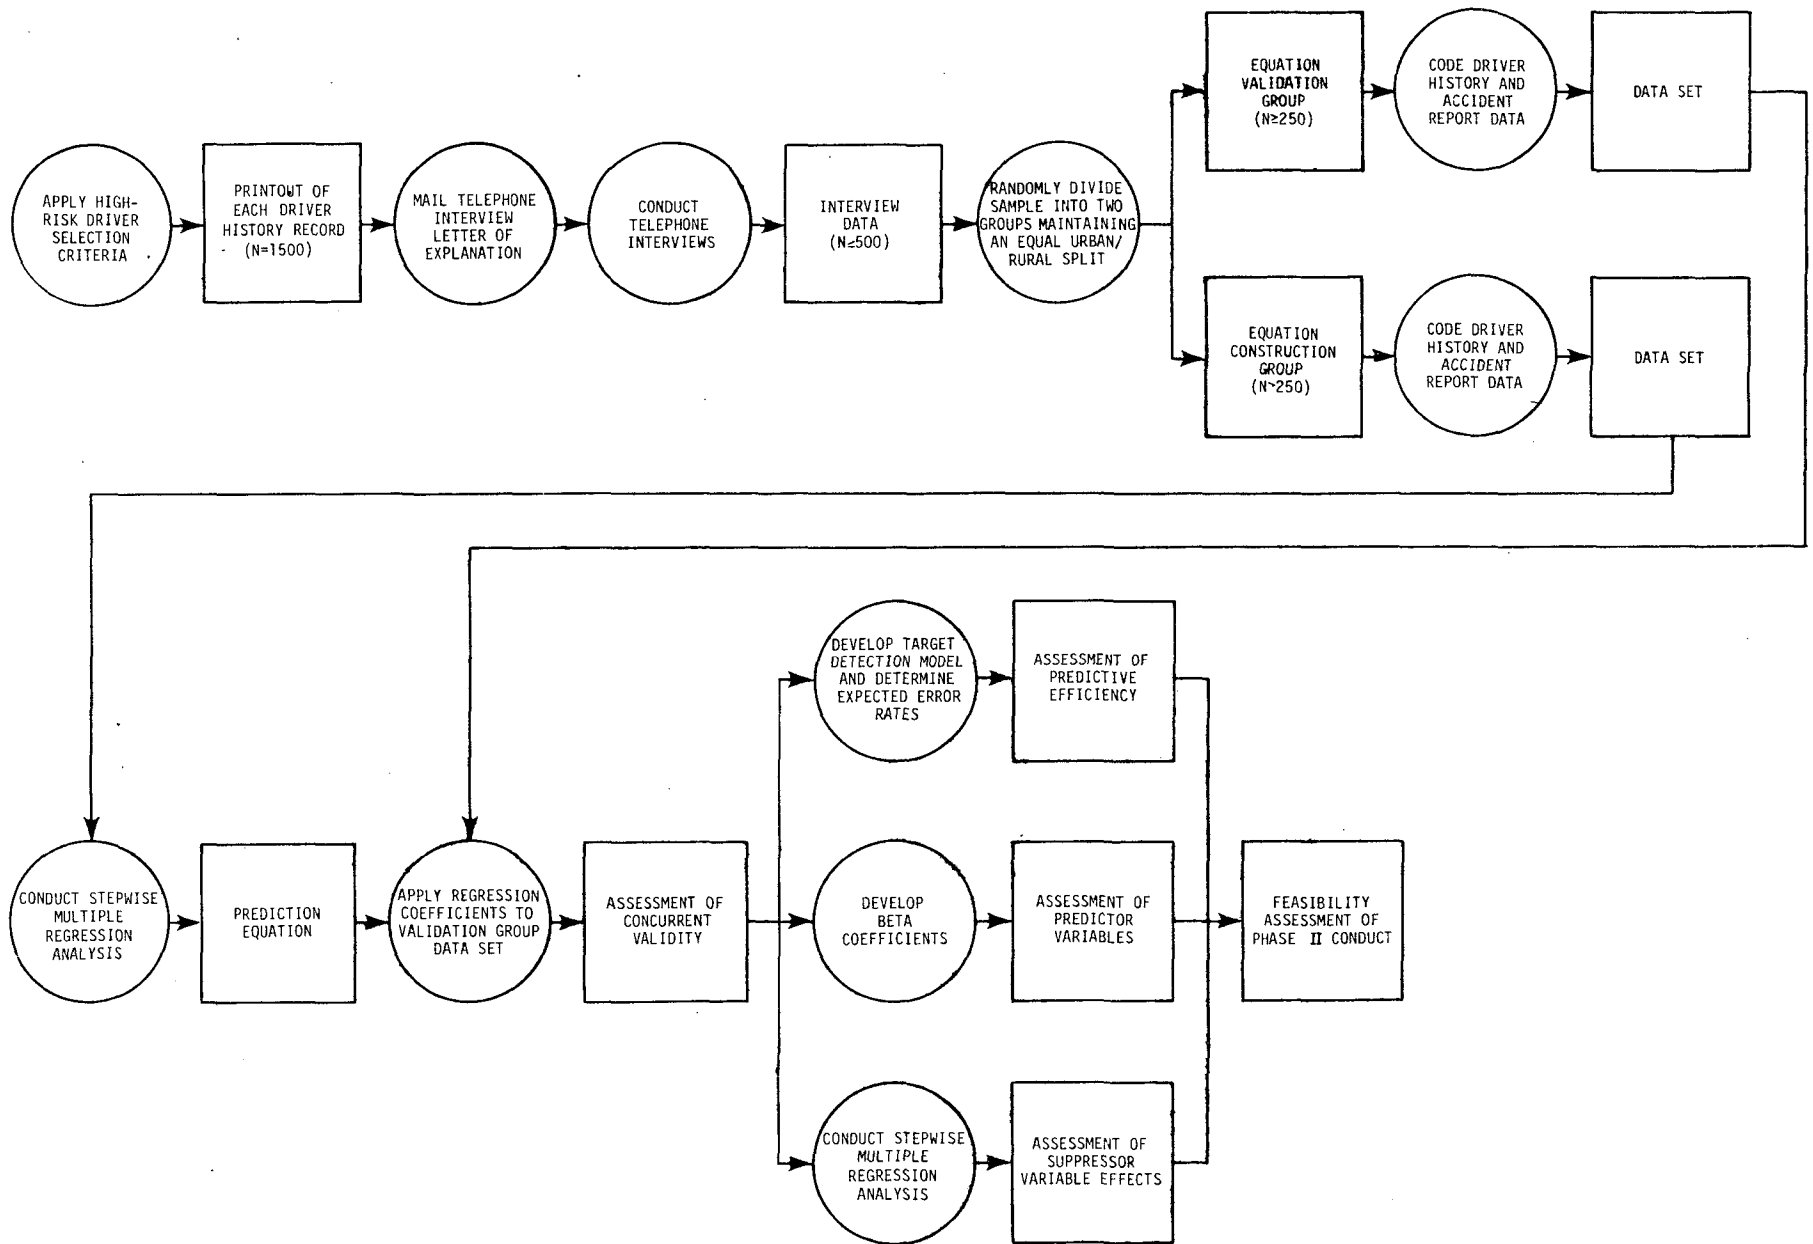 APPLY HIGH-
RISK DRIVER
SELECTION
CRITERIA
PRINTOUT OF
EACH DRIVER
HISTORY RECORD
(N=1500)
MAIL TELEPHONE
INTERVIEW
LETTER OF
EXPLANATION
CONDUCT
TELEPHONE
INTERVIEWS
INTERVIEW
DATA
(N≤500)
RANDOMLY DIVIDE
SAMPLE INTO TWO
GROUPS MAINTAINING
AN EQUAL URBAN/
RURAL SPLIT
EQUATION
VALIDATION
GROUP
(N≥250)
CODE DRIVER
HISTORY AND
ACCIDENT
REPORT DATA
DATA SET
EQUATION
CONSTRUCTION
GROUP
CODE DRIVER
HISTORY AND
ACCIDENT
REPORT DATA
DATA SET
CONDUCT STEPWISE
MULTIPLE
REGRESSION
ANALYSIS
PREDICTION
EQUATION
APPLY REGRESSION
COEFFICIENTS TO
VALIDATION GROUP
DATA SET
ASSESSMENT OF
CONCURRENT
VALIDITY
DEVELOP TARGET
DETECTION MODEL
AND DETERMINE
EXPECTED ERROR
RATES
ASSESSMENT OF
PREDICTIVE
EFFICIENCY
DEVELOP
BETA
COEFFICIENTS
ASSESSMENT OF
PREDICTOR
VARIABLES
CONDUCT STEPWISE
MULTIPLE
REGRESSION
ANALYSIS
ASSESSMENT OF
SUPPRESSOR
VARIABLE EFFECTS
FEASIBILITY
ASSESSMENT OF
PHASE II CONDUCT